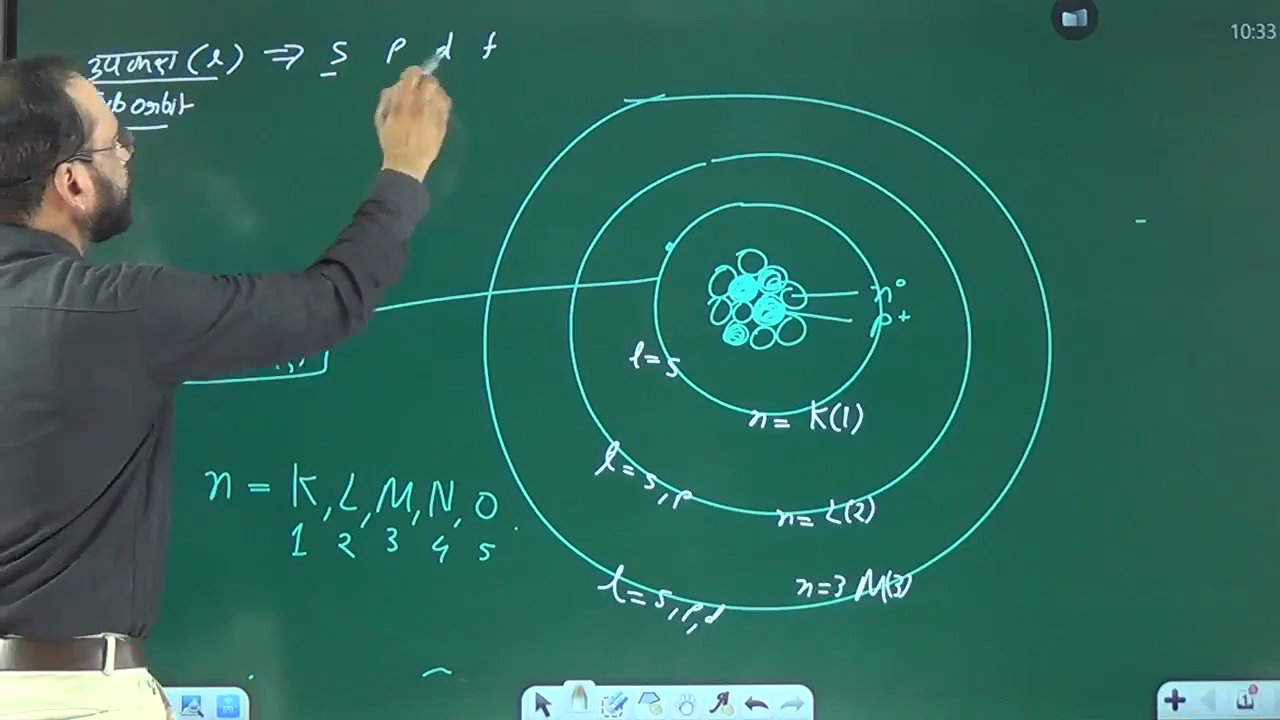 10:33
उपकक्षा (l) ⇒ S P d f
Sub orbit
n°
p+
l=s
n= K(1)
l=s,p
n= L(2)
n = K, L, M, N, O
1 2 3 4 5
l=s,p,d
n=3 M(3)